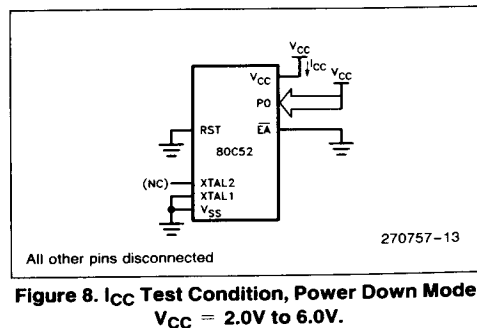 VCC
ICC
VCC
VCC
P0
RST
EA
80C52
(NC)
XTAL2
XTAL1
VSS
270757-13
All other pins disconnected
Figure 8. ICC Test Condition, Power Down Mode
VCC = 2.0V to 6.0V.